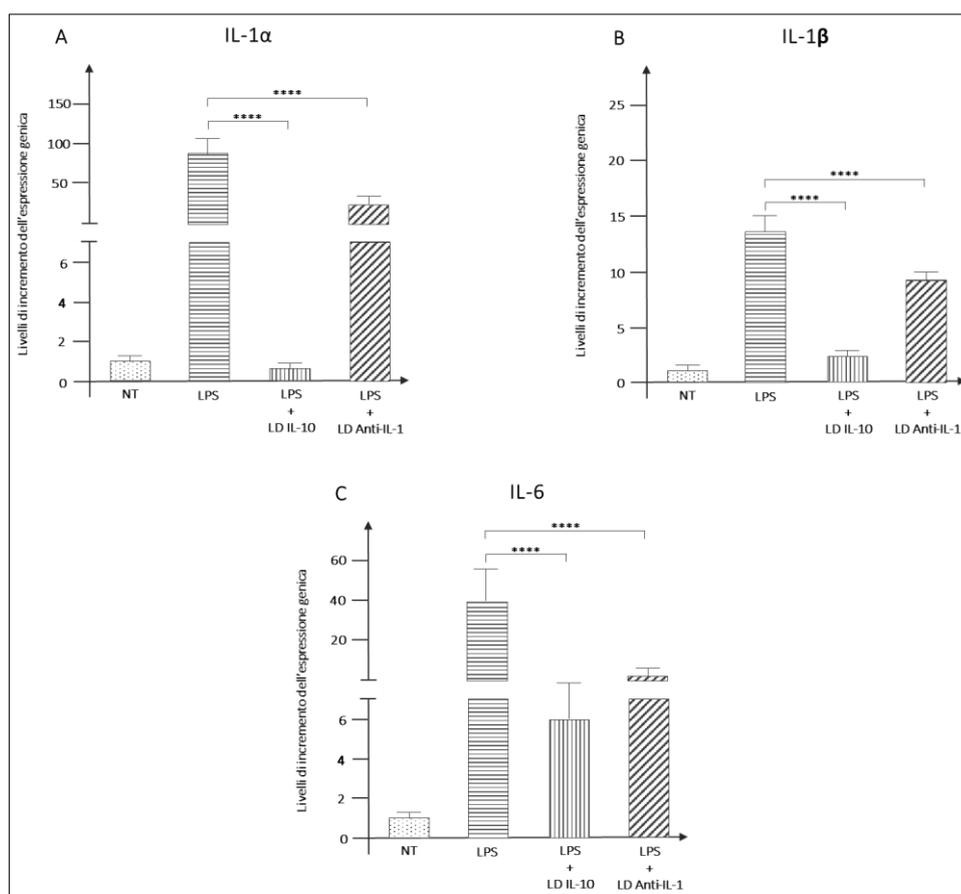 A
IL-1α
Livelli di incremento dell'espressione genica
150
100
50
6
4
2
0
****
****
NT
LPS
LPS
+
LD IL-10
LPS
+
LD Anti-IL-1
B
IL-1β
Livelli di incremento dell'espressione genica
25
20
15
10
5
0
****
****
NT
LPS
LPS
+
LD IL-10
LPS
+
LD Anti-IL-1
C
IL-6
Livelli di incremento dell'espressione genica
60
40
20
6
4
2
0
****
****
NT
LPS
LPS
+
LD IL-10
LPS
+
LD Anti-IL-1